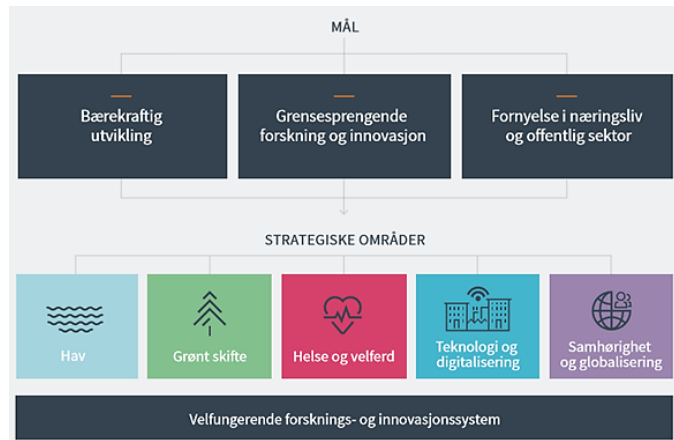 MÅL
Bærekraftig
utvikling
Grensesprengende
forskning og innovasjon
Fornyelse i næringsliv
og offentlig sektor
STRATEGISKE OMRÅDER
Hav
Grønt skifte
Helse og velferd
Teknologi og
digitalisering
Samhørighet
og globalisering
Velfungerende forsknings- og innovasjonssystem